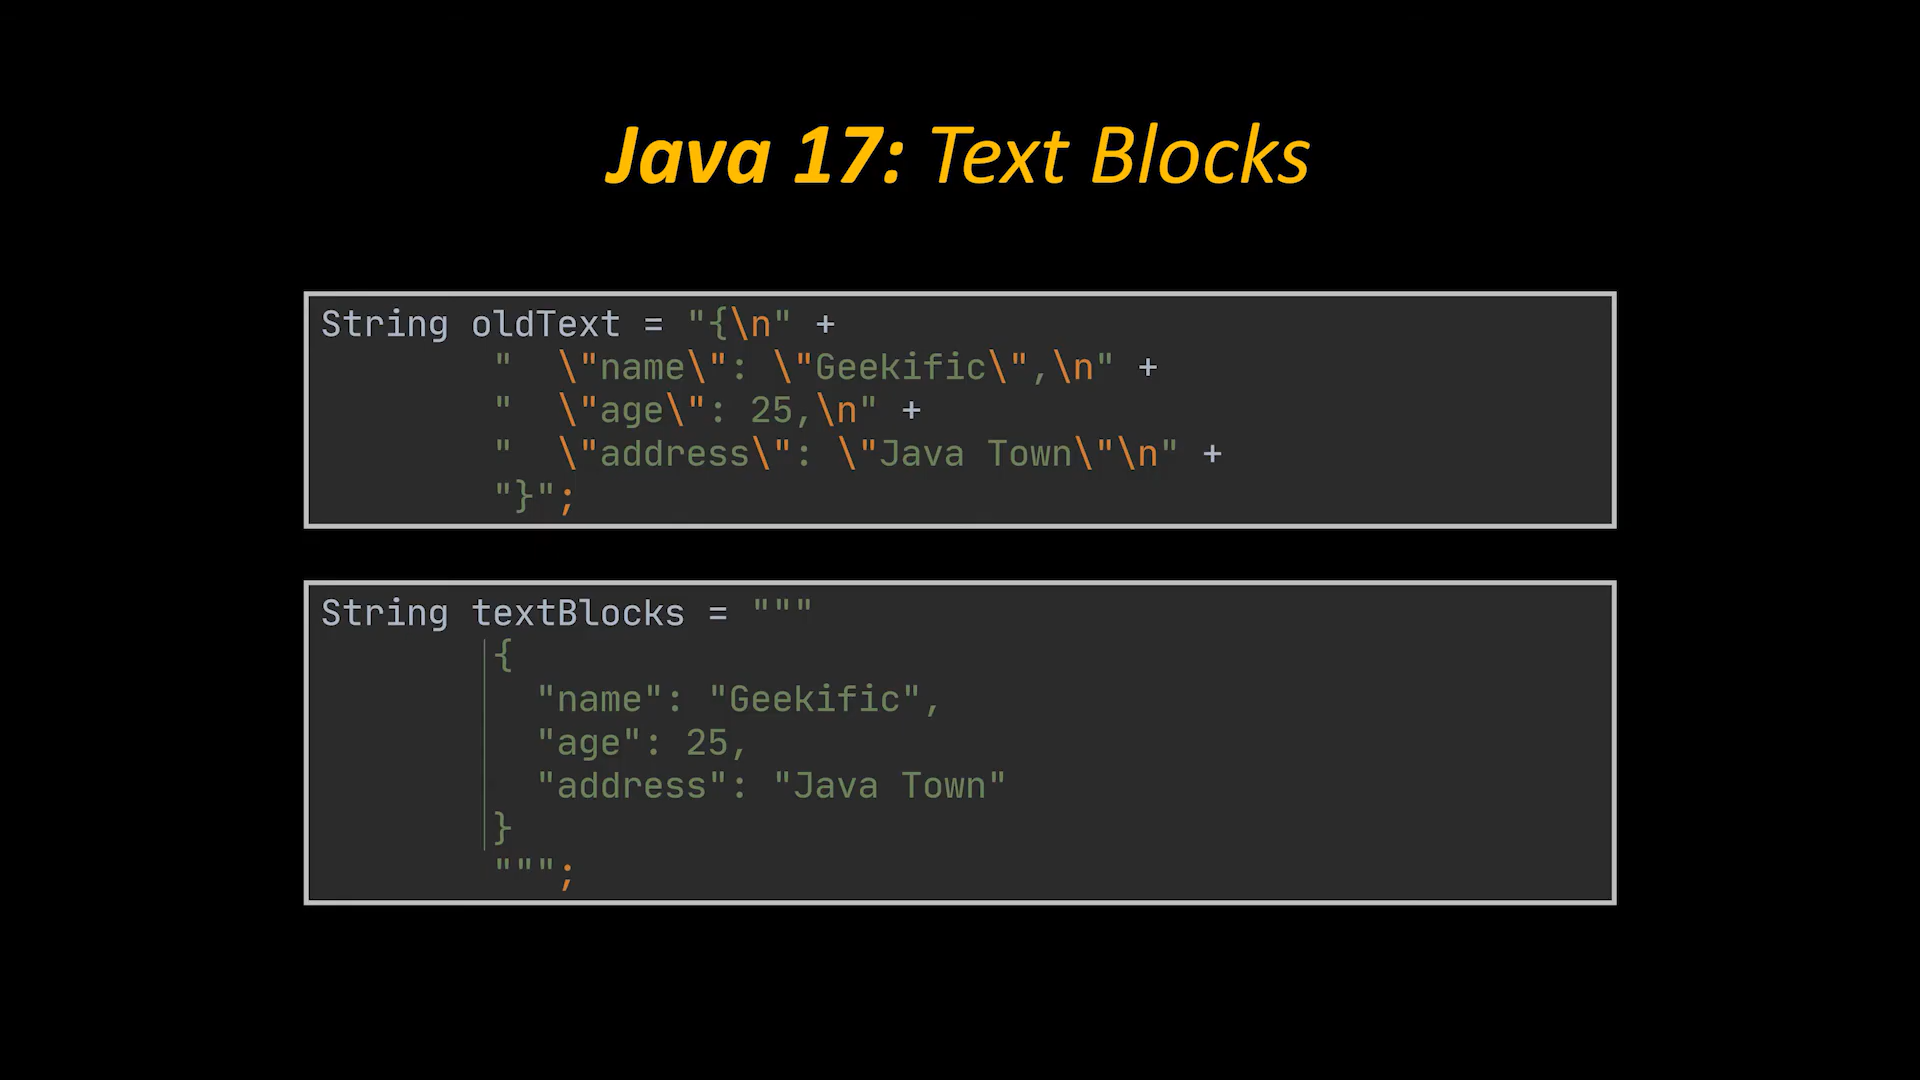 Java 17: Text Blocks
String oldText = "{\n" +
        "  \"name\": \"Geekific\",\n" +
        "  \"age\": 25,\n" +
        "  \"address\": \"Java Town\"\n" +
        "}";
String textBlocks = """
        {
          "name": "Geekific",
          "age": 25,
          "address": "Java Town"
        }
        """;